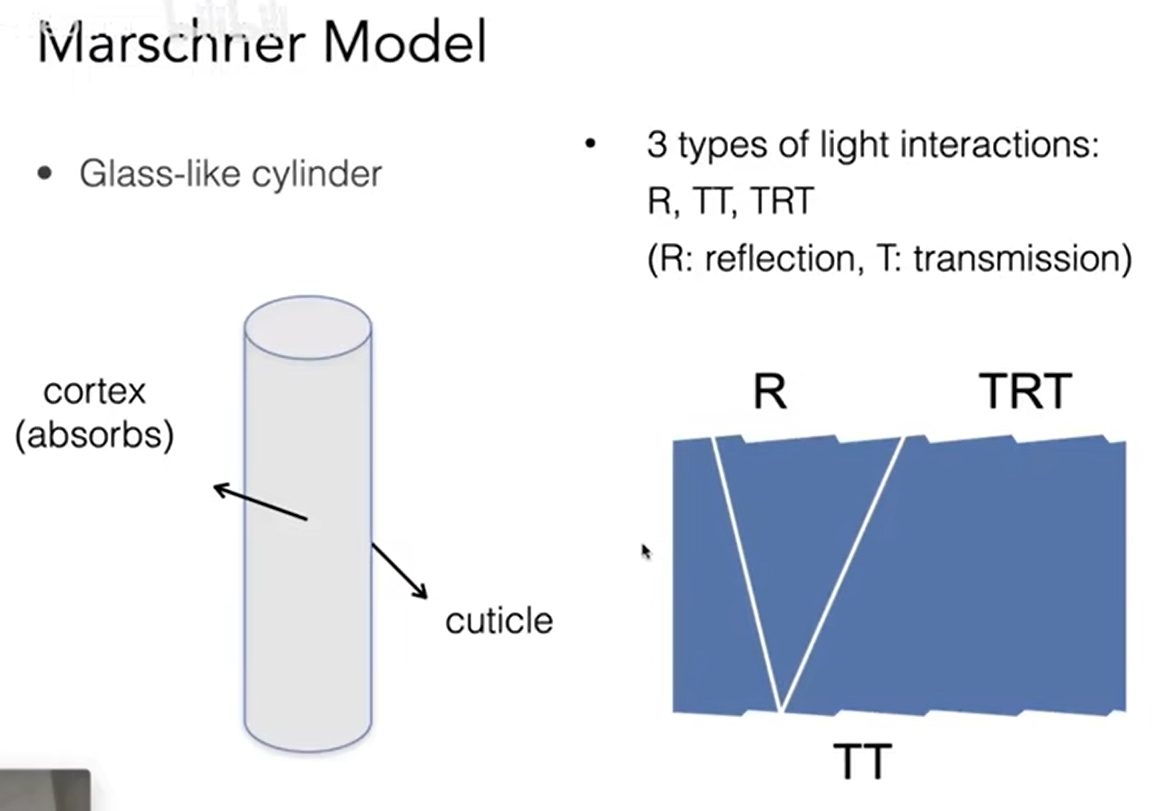 Marschner Model
• Glass-like cylinder
• 3 types of light interactions:
R, TT, TRT
(R: reflection, T: transmission)
cortex
(absorbs)
cuticle
R
TRT
TT